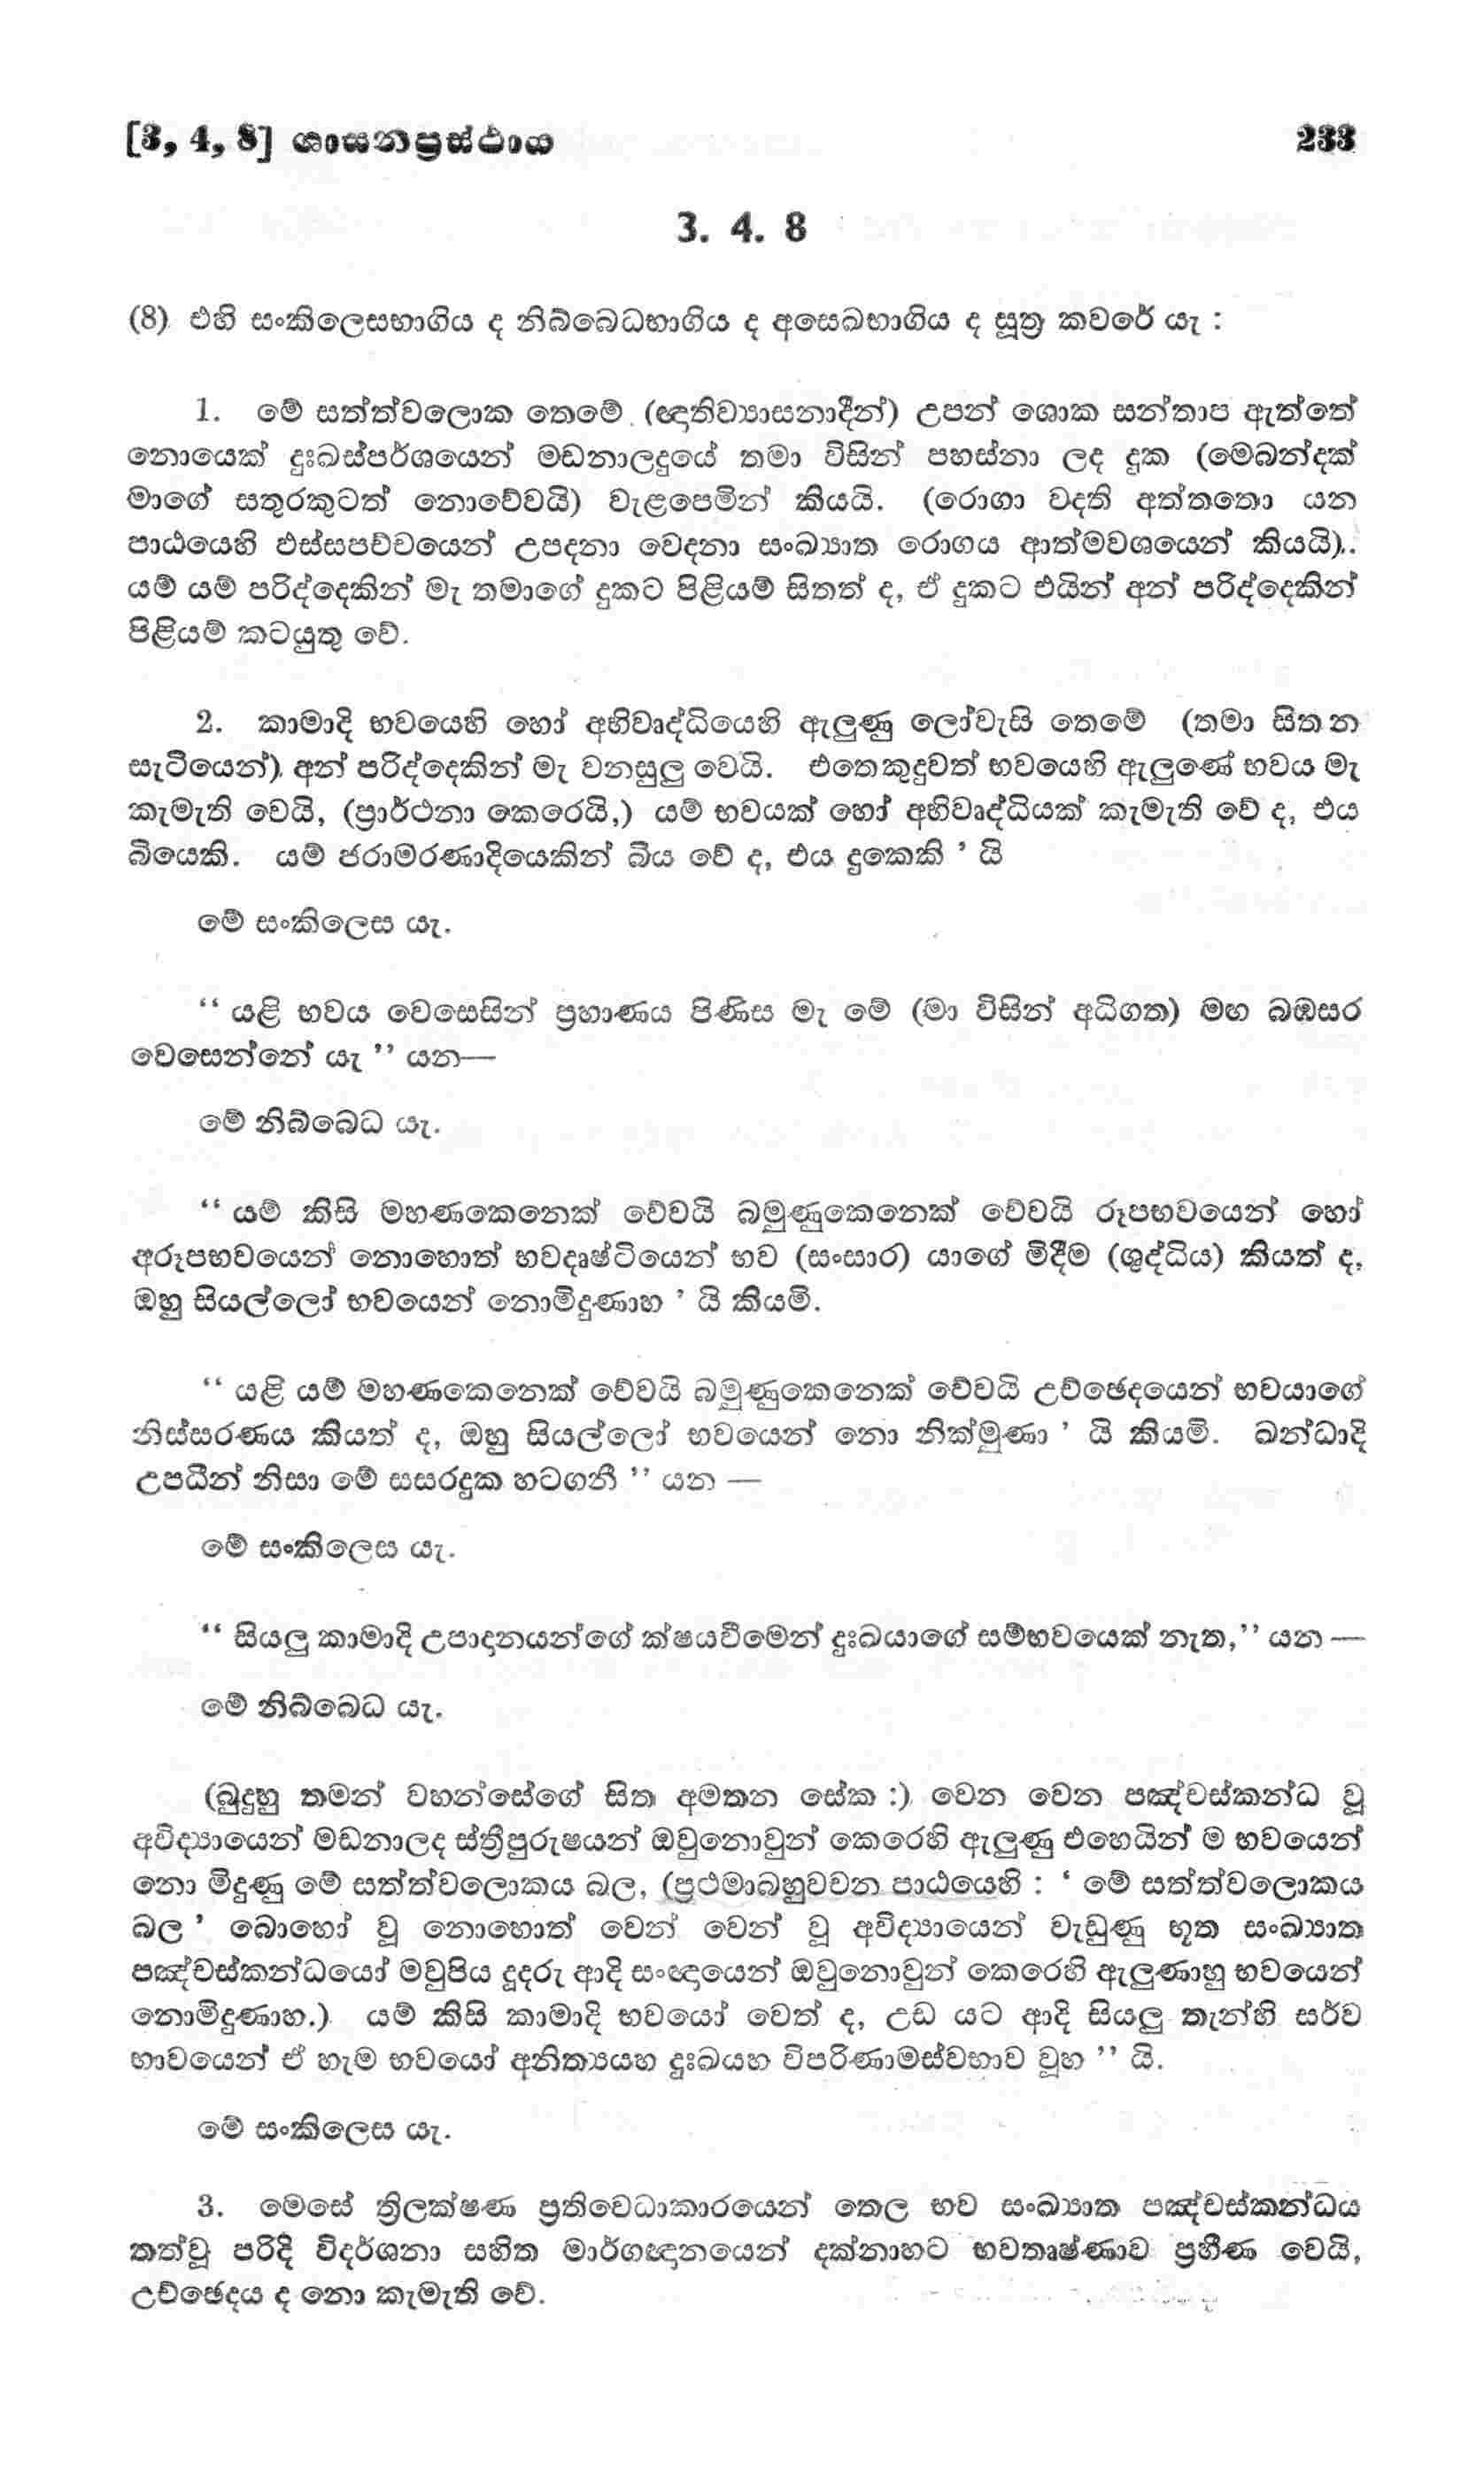 [3, 4, 8] ශාසනප්‍රස්ථාය 233
3. 4. 8
(8) එහි සංකිලෙසභාගිය ද නිබ්බෙධභාගිය ද අසෙඛභාගිය ද සූත්‍ර කවරේ යැ :
1. මේ සත්ත්වලොක තෙමේ (ඥාතිව්‍යාසනාදීන්) උපන් ශොක සන්තාප ඇත්තේ
නොයෙක් දුඃඛස්පර්ශයෙන් මඩනාලදුයේ තමා විසින් පහස්නා ලද දුක (මෙබන්දක්
මාගේ සතුරකුටත් නොවේවයි) වැළපෙමින් කියයි. (රොගා වදති අත්තතො යන
පාඨයෙහි ඵස්සපච්චයෙන් උපදනා වෙදනා සංඛ්‍යාත රොගය ආත්මවශයෙන් කියයි).
යම් යම් පරිද්දෙකින් මැ තමාගේ දුකට පිළියම් සිතත් ද, ඒ දුකට එයින් අන් පරිද්දෙකින්
පිළියම් කටයුතු වේ.
2. කාමාදි භවයෙහි හෝ අභිවෘද්ධියෙහි ඇලුණු ලෝවැසි තෙමේ (තමා සිතන
සැටියෙන්) අන් පරිද්දෙකින් මැ වනසුලු වෙයි. එතෙකුදුවත් භවයෙහි ඇලුණේ භවය මැ
කැමැති වෙයි, (ප්‍රාර්ථනා කෙරෙයි,) යම් භවයක් හෝ අභිවෘද්ධියක් කැමැති වේ ද, එය
බියෙකි. යම් ජරාමරණාදියෙකින් බිය වේ ද, එය දුකෙකි ’ යි
මේ සංකිලෙස යැ.
“ යළි භවය වෙසෙසින් ප්‍රහාණය පිණිස මැ මේ (මා විසින් අධිගත) මඟ බඹසර
වෙසෙන්නේ යැ ” යන—
මේ නිබ්බෙධ යැ.
“ යම් කිසි මහණකෙනෙක් වේවයි බමුණුකෙනෙක් වේවයි රූපභවයෙන් හෝ
අරූපභවයෙන් නොහොත් භවදෘෂ්ටියෙන් භව (සංසාර) යාගේ මිදීම (ශුද්ධිය) කියත් ද,
ඔහු සියල්ලෝ භවයෙන් නොමිදුණාහ ’ යි කියමි.
“ යළි යම් මහණකෙනෙක් වේවයි බමුණුකෙනෙක් වේවයි උච්ඡෙදයෙන් භවයාගේ
නිස්සරණය කියත් ද, ඔහු සියල්ලෝ භවයෙන් නො නික්මුණා ’ යි කියමි. ඛන්ධාදි
උපධීන් නිසා මේ සසරදුක හටගනී ” යන —
මේ සංකිලෙස යැ.
“ සියලු කාමාදි උපාදනයන්ගේ ක්ෂයවීමෙන් දුඃඛයාගේ සම්භවයෙක් නැත,” යන —
මේ නිබ්බෙධ යැ.
(බුදුහු තමන් වහන්සේගේ සිත අමතන සේක :) වෙන වෙන පඤ්චස්කන්ධ වූ
අවිද්‍යායෙන් මඩනාලද ස්ත්‍රීපුරුෂයන් ඔවුනොවුන් කෙරෙහි ඇලුණු එහෙයින් ම භවයෙන්
නො මිදුණු මේ සත්ත්වලොකය බල, (ප්‍රථමාබහුවචන පාඨයෙහි : ‘ මේ සත්ත්වලොකය
බල ’ බොහෝ වූ නොහොත් වෙන් වෙන් වූ අවිද්‍යායෙන් වැඩුණු භූත සංඛ්‍යාත
පඤ්චස්කන්ධයෝ මවුපිය දූදරු ආදි සංඥායෙන් ඔවුනොවුන් කෙරෙහි ඇලුණාහු භවයෙන්
නොමිදුණාහ.) යම් කිසි කාමාදි භවයෝ වෙත් ද, උඩ යට ආදි සියලු තැන්හි සර්ව
භාවයෙන් ඒ හැම භවයෝ අනිත්‍යයහ දුඃඛයහ විපරිණාමස්වභාව වූහ ” යි.
මේ සංකිලෙස යැ.
3. මෙසේ ත්‍රිලක්ෂණ ප්‍රතිවෙධාකාරයෙන් තෙල භව සංඛ්‍යාත පඤ්චස්කන්ධය
තත්වූ පරිදි විදර්ශනා සහිත මාර්ගඥානයෙන් දක්නාහට භවතෘෂ්ණාව ප්‍රහීණ වෙයි,
උච්ඡෙදය ද නො කැමැති වේ.